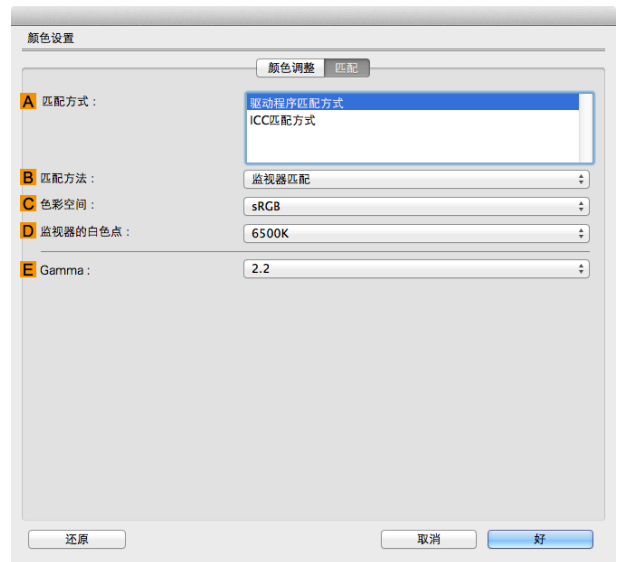 颜色设置
颜色调整 匹配
A 匹配方式：
驱动程序匹配方式
ICC匹配方式
B 匹配方法： 监视器匹配
C 色彩空间： sRGB
D 监视器的白色点： 6500K
E Gamma： 2.2
还原 取消 好